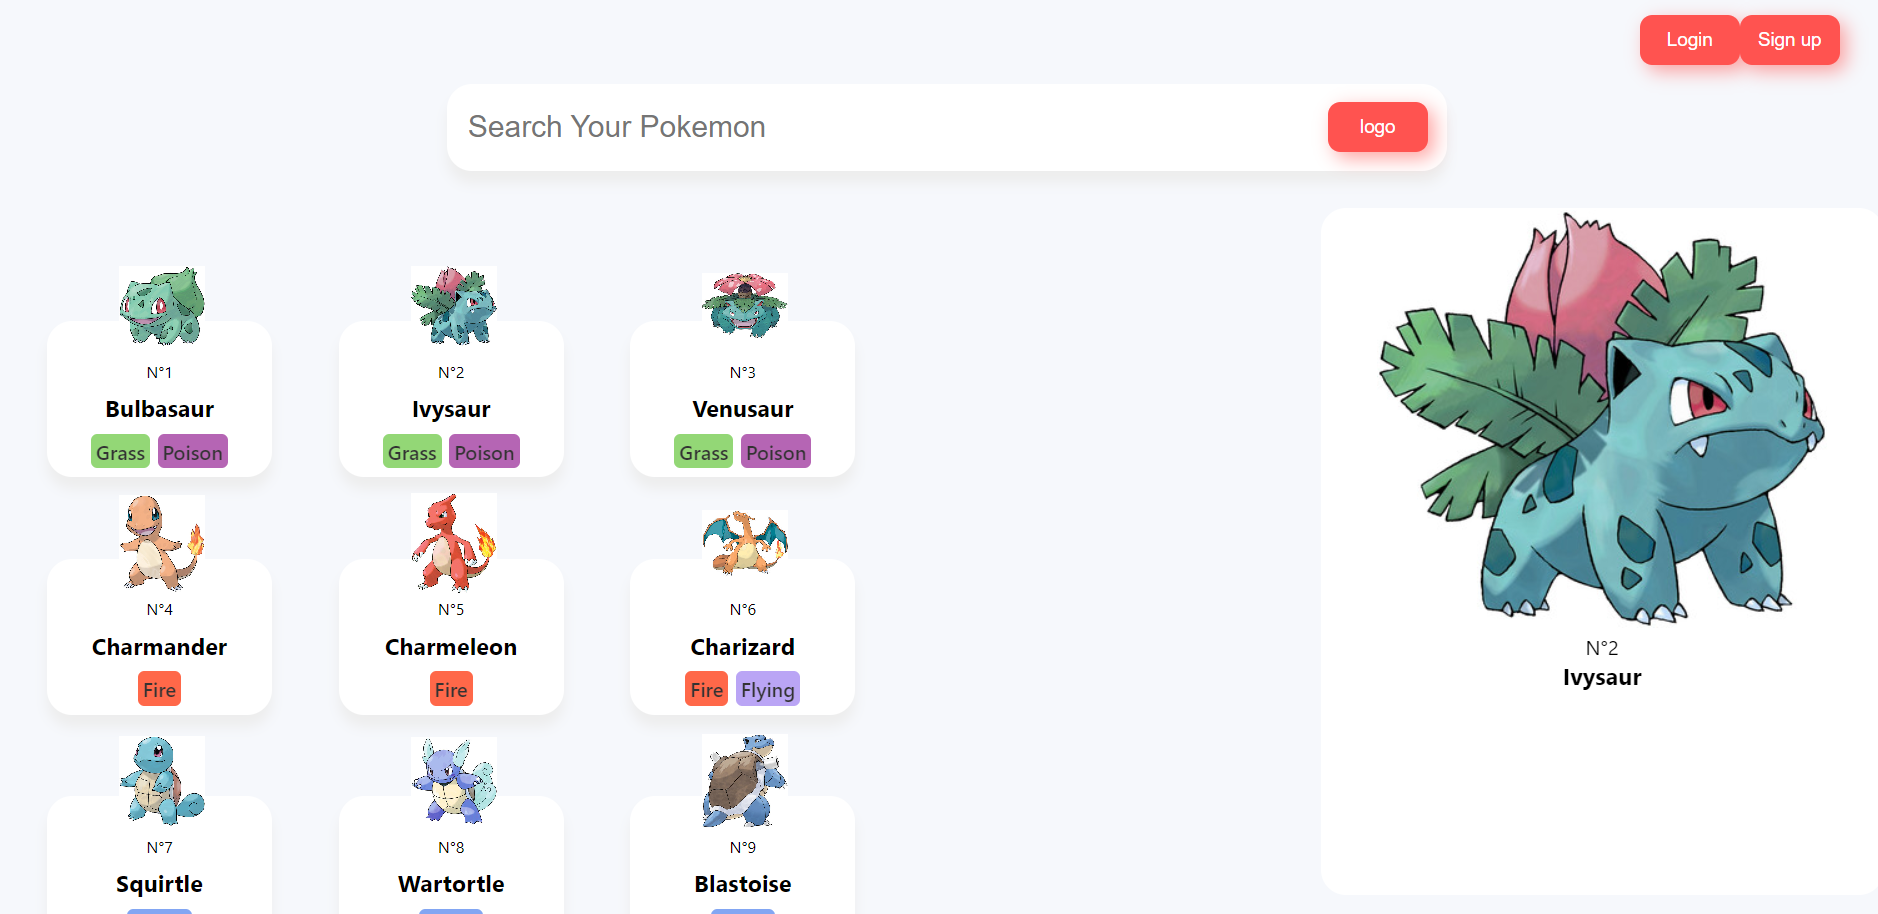 Login
Sign up
Search Your Pokemon
logo
N°1
Bulbasaur
Grass Poison
N°2
Ivysaur
Grass Poison
N°3
Venusaur
Grass Poison
N°4
Charmander
Fire
N°5
Charmeleon
Fire
N°6
Charizard
Fire Flying
N°7
Squirtle
N°8
Wartortle
N°9
Blastoise
N°2
Ivysaur